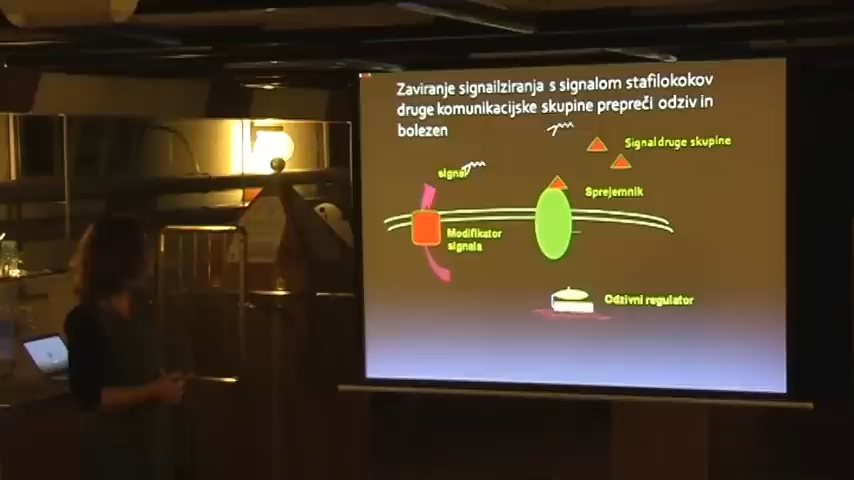 Zaviranje signailziranja s signalom stafilokokov
druge komunikacijske skupine prepreči odziv in
bolezen
Signal druge skupine
signal
Sprejemnik
Modifikator
signala
Odzivni regulator